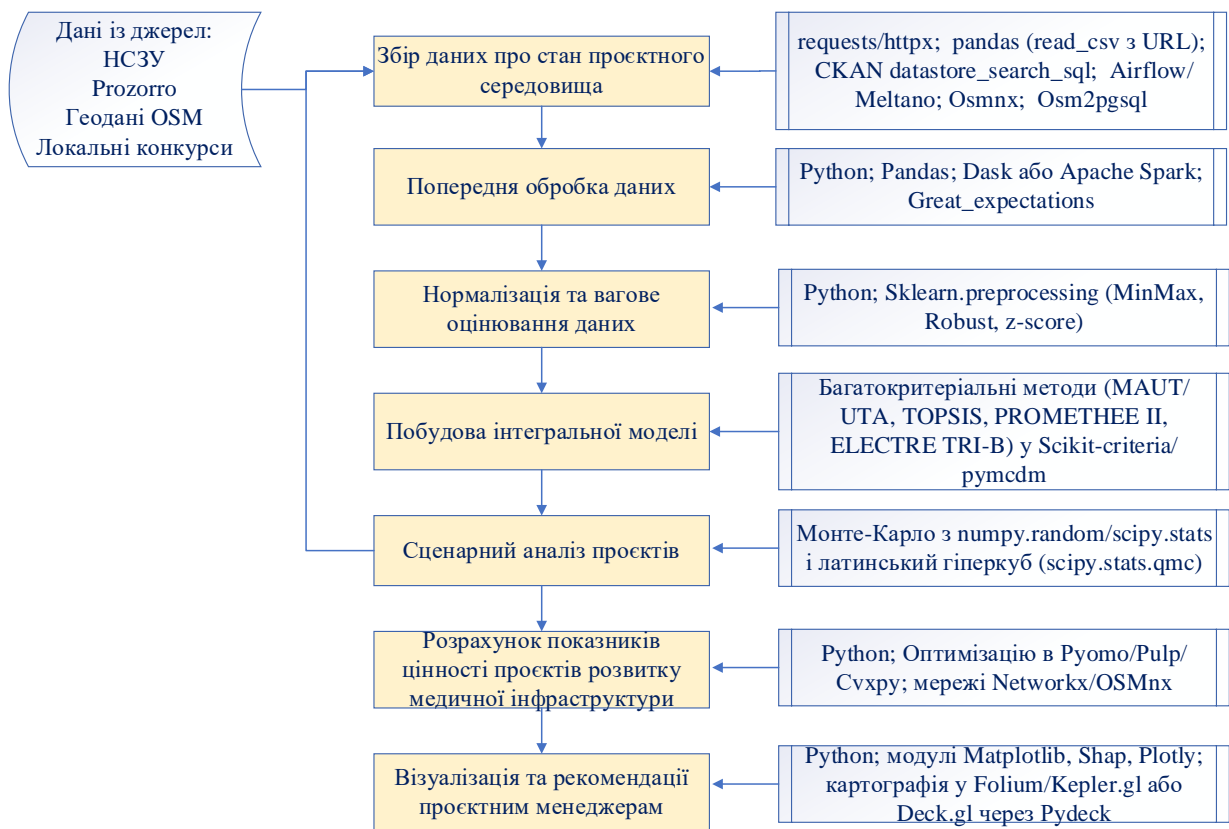 Дані із джерел:
НСЗУ
Prozorro
Геодані OSM
Локальні конкурси
Збір даних про стан проєктного
середовища
requests/httpx; pandas (read_csv з URL);
CKAN datastore_search_sql; Airflow/
Meltano; Osmnx; Osm2pgsql
Попередня обробка даних
Python; Pandas; Dask або Apache Spark;
Great_expectations
Нормалізація та вагове
оцінювання даних
Python; Sklearn.preprocessing (MinMax,
Robust, z-score)
Побудова інтегральної моделі
Багатокритеріальні методи (MAUT/
UTA, TOPSIS, PROMETHEE II,
ELECTRE TRI-B) у Scikit-criteria/
pymcdm
Сценарний аналіз проєктів
Монте-Карло з numpy.random/scipy.stats
і латинський гіперкуб (scipy.stats.qmc)
Розрахунок показників
цінності проєктів розвитку
медичної інфраструктури
Python; Оптимізацію в Pyomo/Pulp/
Cvxpy; мережі Networkx/OSMnx
Візуалізація та рекомендації
проєктним менеджерам
Python; модулі Matplotlib, Shap, Plotly;
картографія у Folium/Kepler.gl або
Deck.gl через Pydeck